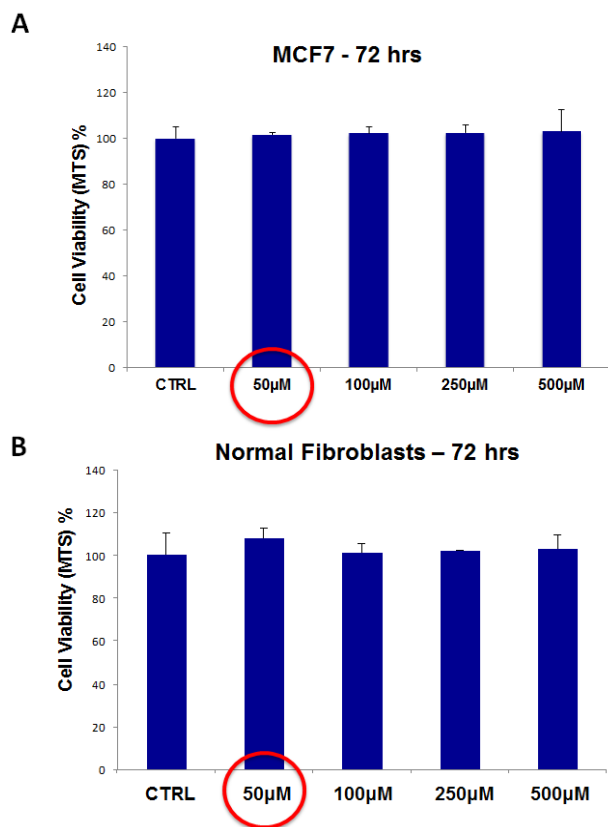 A
MCF7 - 72 hrs
Cell Viability (MTS) %
140
120
100
80
60
40
20
0
CTRL 50µM 100µM 250µM 500µM
B
Normal Fibroblasts – 72 hrs
Cell Viability (MTS) %
140
120
100
80
60
40
20
0
CTRL 50µM 100µM 250µM 500µM